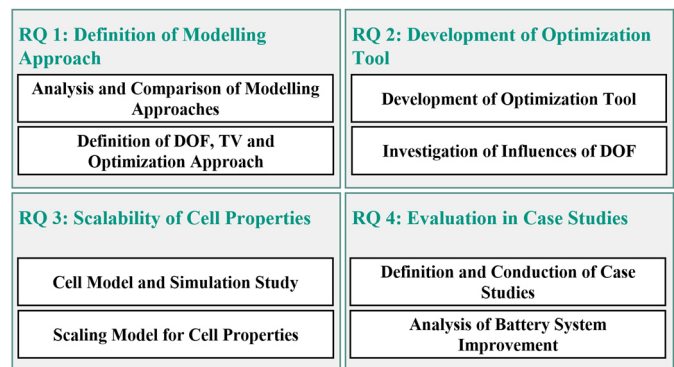 RQ 1: Definition of Modelling
Approach
Analysis and Comparison of Modelling
Approaches
Definition of DOF, TV and
Optimization Approach
RQ 2: Development of Optimization
Tool
Development of Optimization Tool
Investigation of Influences of DOF
RQ 3: Scalability of Cell Properties
Cell Model and Simulation Study
Scaling Model for Cell Properties
RQ 4: Evaluation in Case Studies
Definition and Conduction of Case
Studies
Analysis of Battery System
Improvement